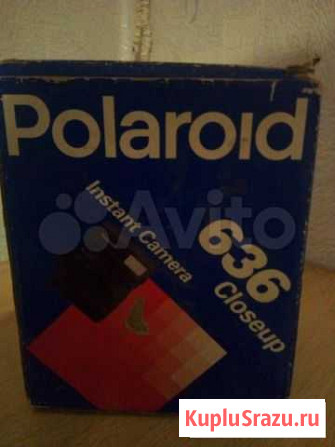 Polaroid
Instant Camera
636
Closeup
Avito
KupluSrazu.ru